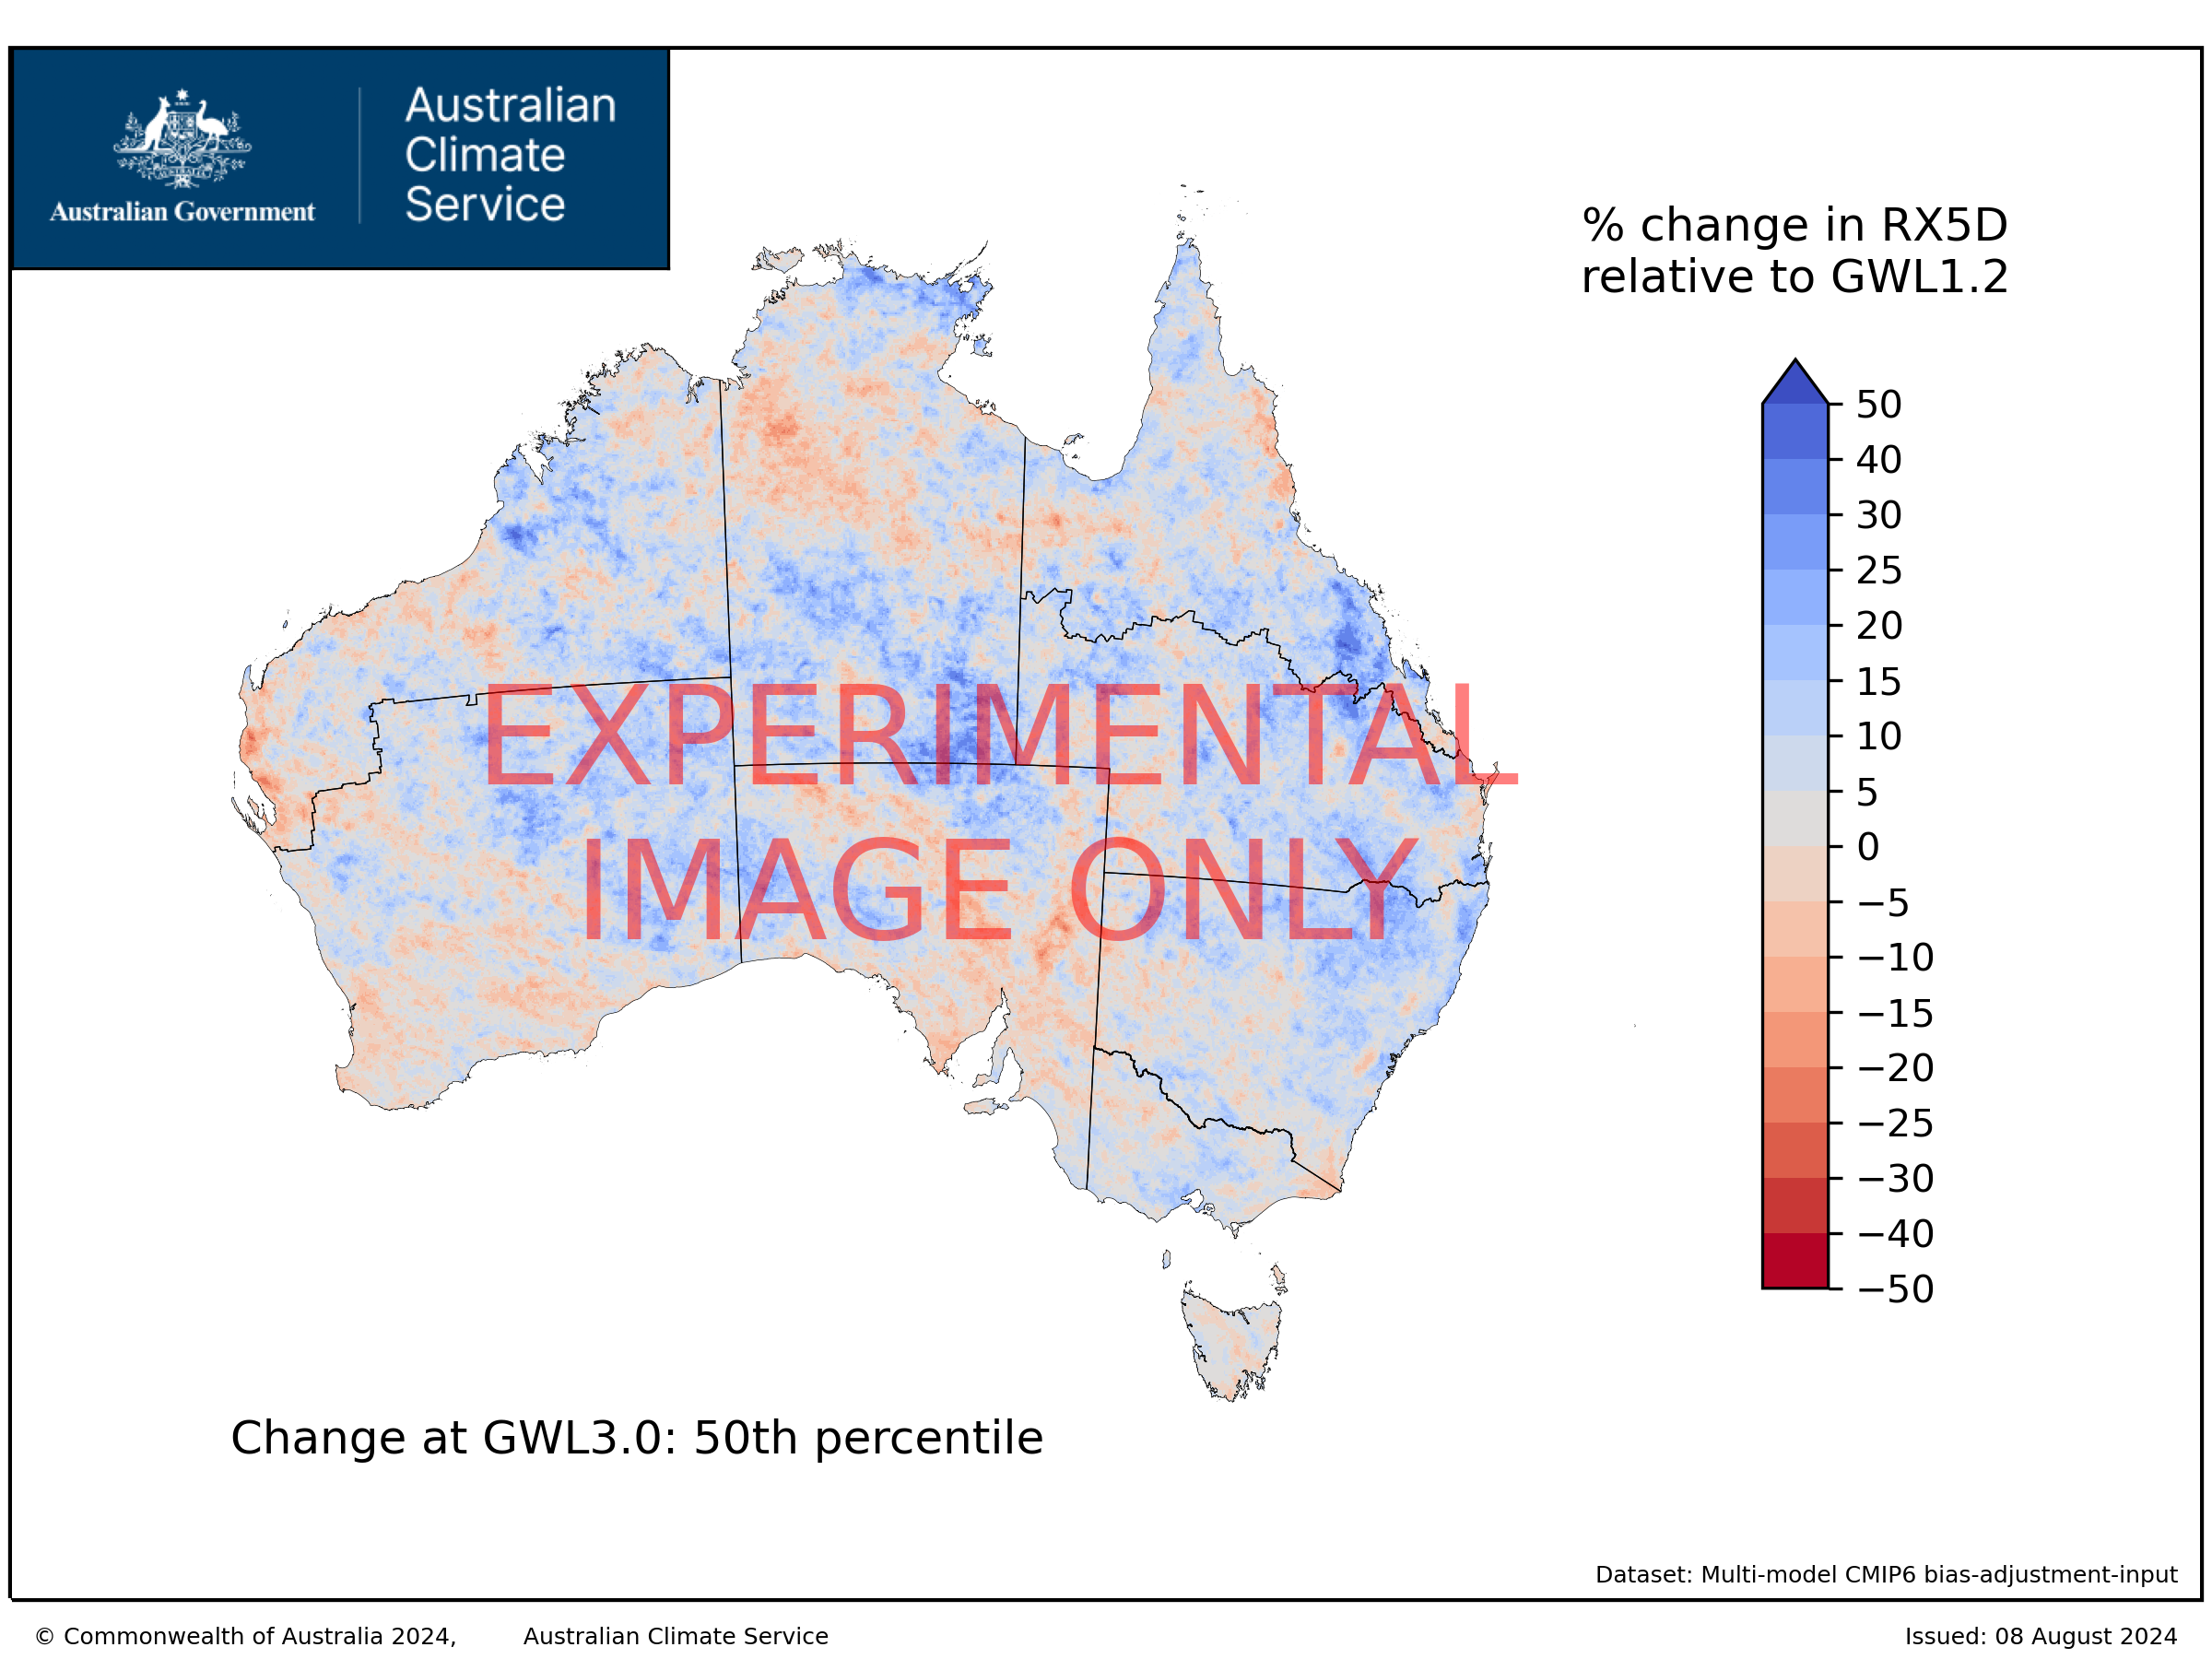 Australian Government
Australian
Climate
Service
% change in RX5D
relative to GWL1.2
50
40
30
25
20
15
10
5
0
−5
−10
−15
−20
−25
−30
−40
−50
EXPERIMENTAL
IMAGE ONLY
Change at GWL3.0: 50th percentile
Dataset: Multi-model CMIP6 bias-adjustment-input
© Commonwealth of Australia 2024, Australian Climate Service
Issued: 08 August 2024